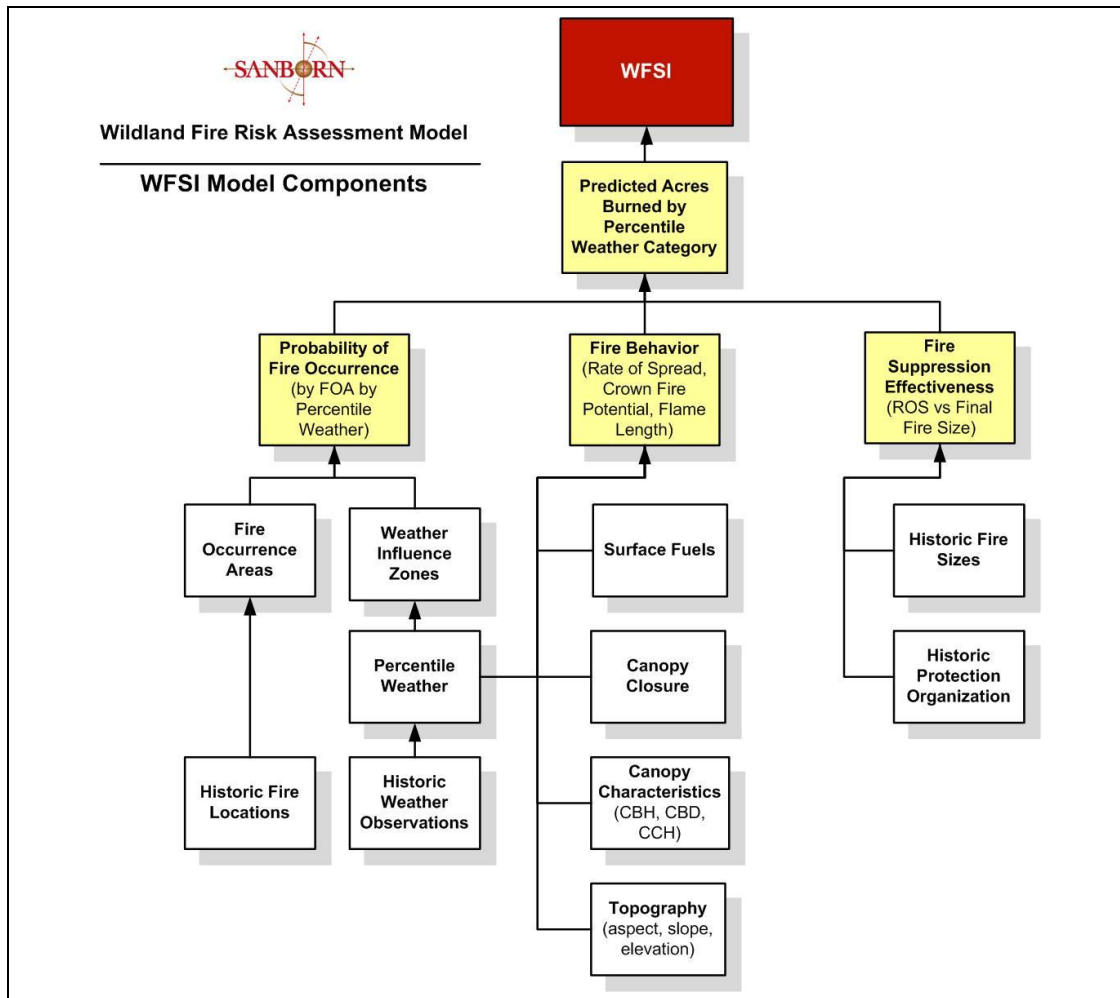 SANBORN
Wildland Fire Risk Assessment Model
WFSI Model Components
WFSI
Predicted Acres
Burned by
Percentile
Weather Category
Probability of
Fire Occurrence
(by FOA by
Percentile
Weather)
Fire Behavior
(Rate of Spread,
Crown Fire
Potential, Flame
Length)
Fire
Suppression
Effectiveness
(ROS vs Final
Fire Size)
Fire
Occurrence
Areas
Weather
Influence
Zones
Surface Fuels
Historic Fire
Sizes
Percentile
Weather
Canopy
Closure
Historic
Protection
Organization
Historic Fire
Locations
Historic
Weather
Observations
Canopy
Characteristics
(CBH, CBD,
CCH)
Topography
(aspect, slope,
elevation)